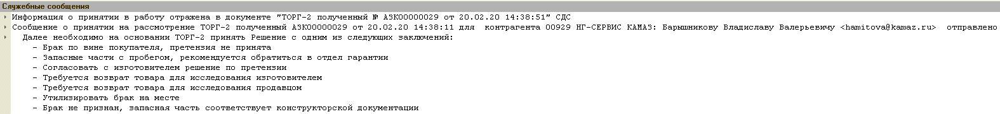 Служебные сообщения
Информация о принятии в работу отражена в документе "ТОРГ-2 полученный № АЗК00000029 от 20.02.20 14:38:51" СДС
Сообщение о принятии на рассмотрение ТОРГ-2 полученный АЗК00000029 от 20.02.20 14:38:11 для контрагента 00929 НГ-СЕРВИС КАМАЗ: Барышникову Владиславу Валерьевичу <hamitova@kamaz.ru> отправлено
Далее необходимо на основании ТОРГ-2 принять Решение с одним из следующих заключений:
- Брак по вине покупателя, претензия не принята
- Запасные части с пробегом, рекомендуется обратиться в отдел гарантии
- Согласовать с изготовителем решение по претензии
- Требуется возврат товара для исследования изготовителем
- Требуется возврат товара для исследования продавцом
- Утилизировать брак на месте
- Брак не признан, запасная часть соответствует конструкторской документации